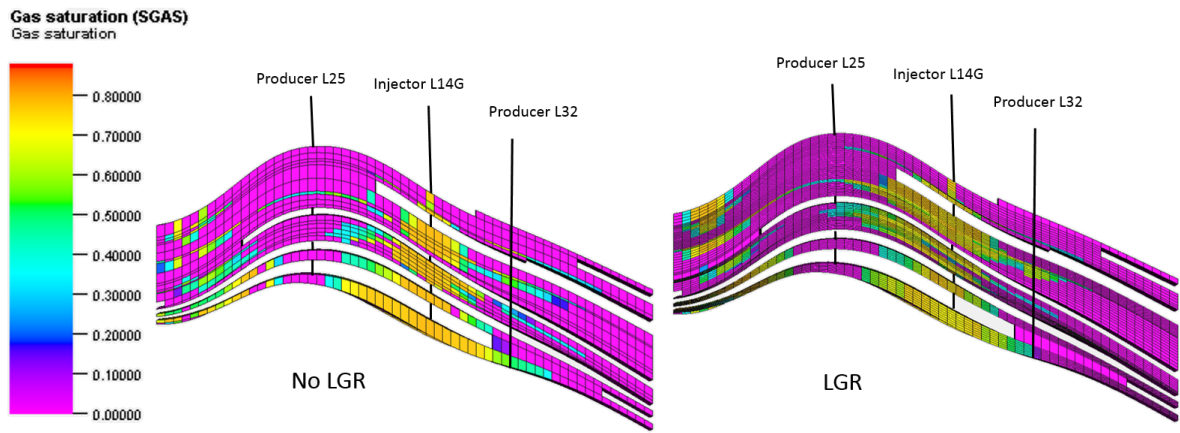 Gas saturation (SGAS)
Gas saturation
0.80000
0.70000
0.60000
0.50000
0.40000
0.30000
0.20000
0.10000
0.00000
Producer L25
Injector L14G
Producer L32
No LGR
Producer L25
Injector L14G
Producer L32
LGR